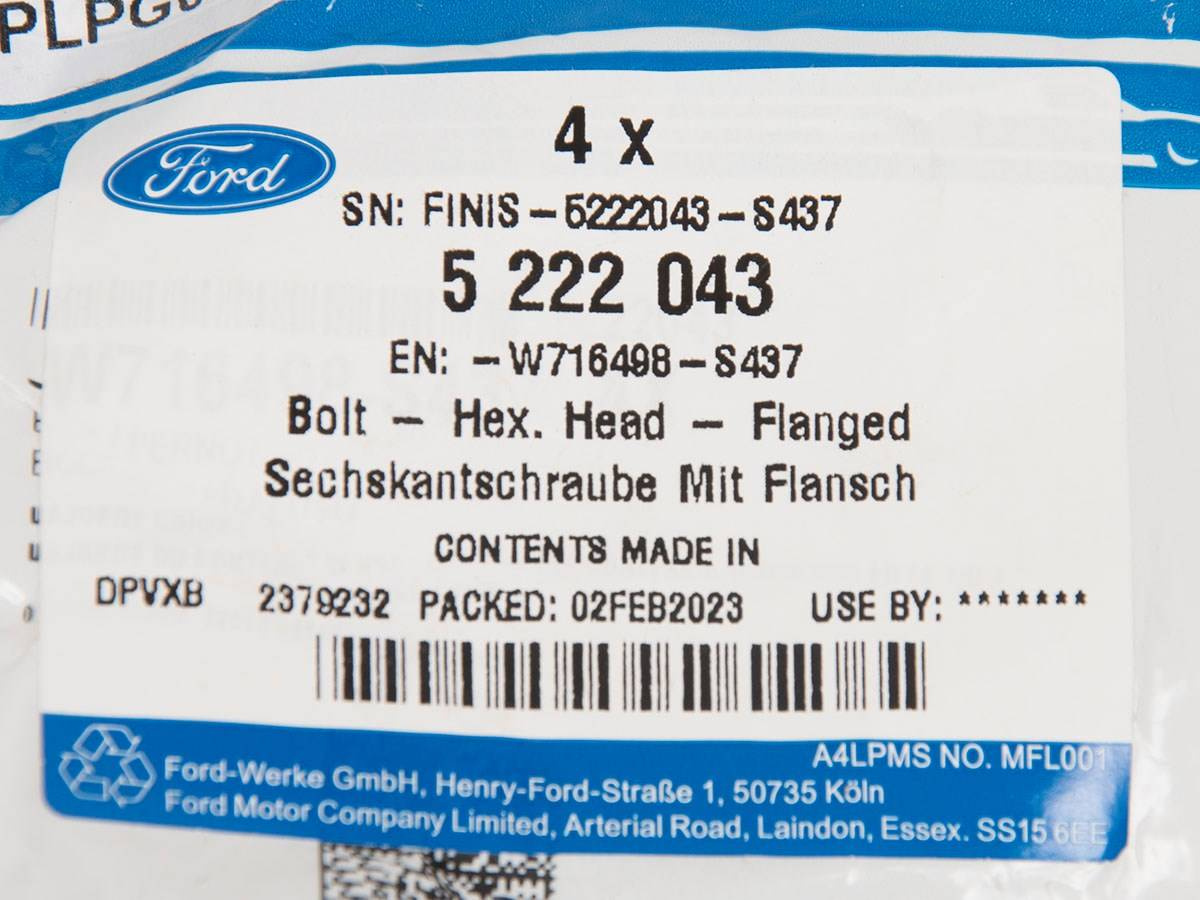 PLPG
Ford
4 x
SN: FINIS - 5222043 - S437
5 222 043
EN: - W716498 - S437
Bolt - Hex. Head - Flanged
Sechskantschraube Mit Flansch
CONTENTS MADE IN
DPVXB 2379232 PACKED: 02FEB2023 USE BY: *******
A4LPMS NO. MFL001
Ford-Werke GmbH, Henry-Ford-Straße 1, 50735 Köln
Ford Motor Company Limited, Arterial Road, Laindon, Essex. SS15 6EE